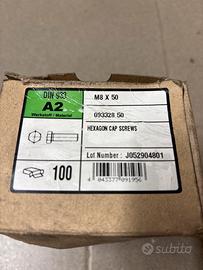 DIN 933
A2
Werkstoff / Material
M8 X 50
093328 50
HEXAGON CAP SCREWS
100
Lot Number : J052904801
4 043377 091956
subito